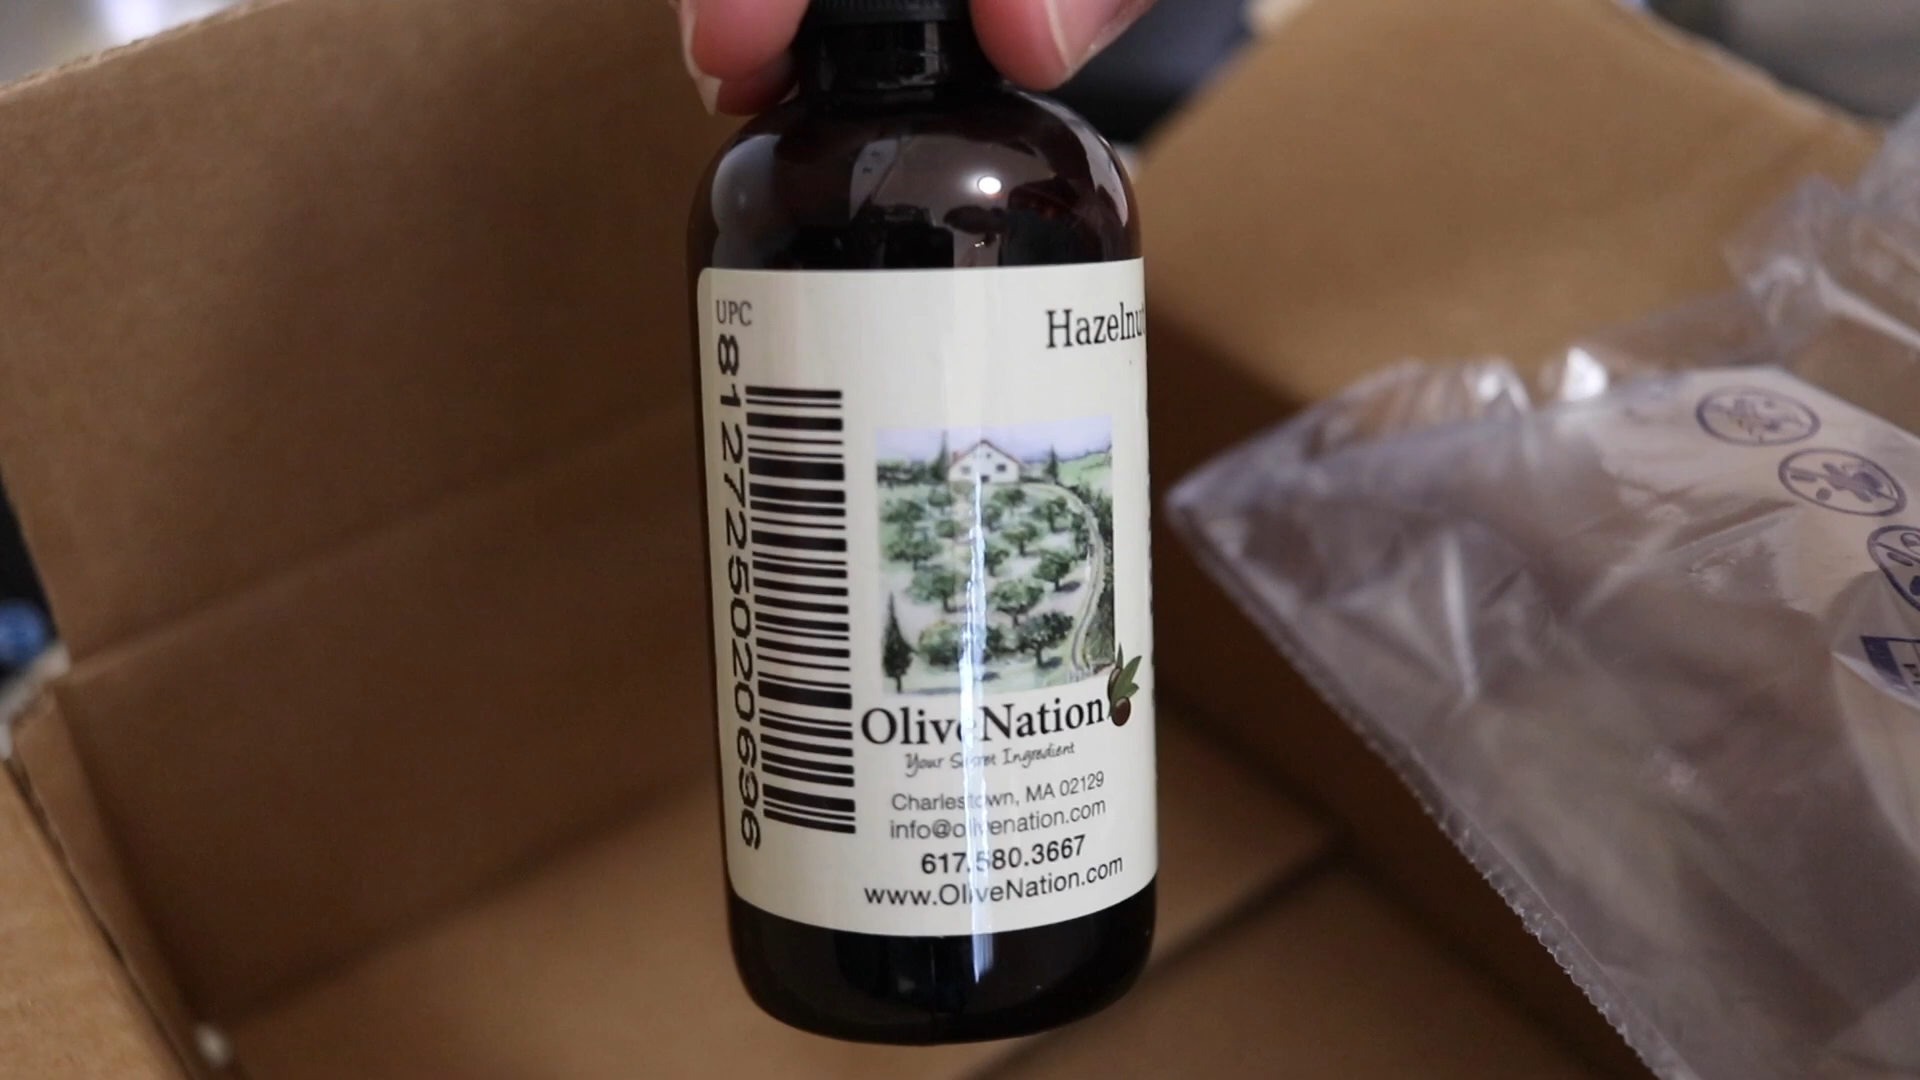 UPC
812725020696
Hazelnut
OliveNation
Your Secret Ingredient
Charlestown, MA 02129
info@olivenation.com
617.580.3667
www.OliveNation.com